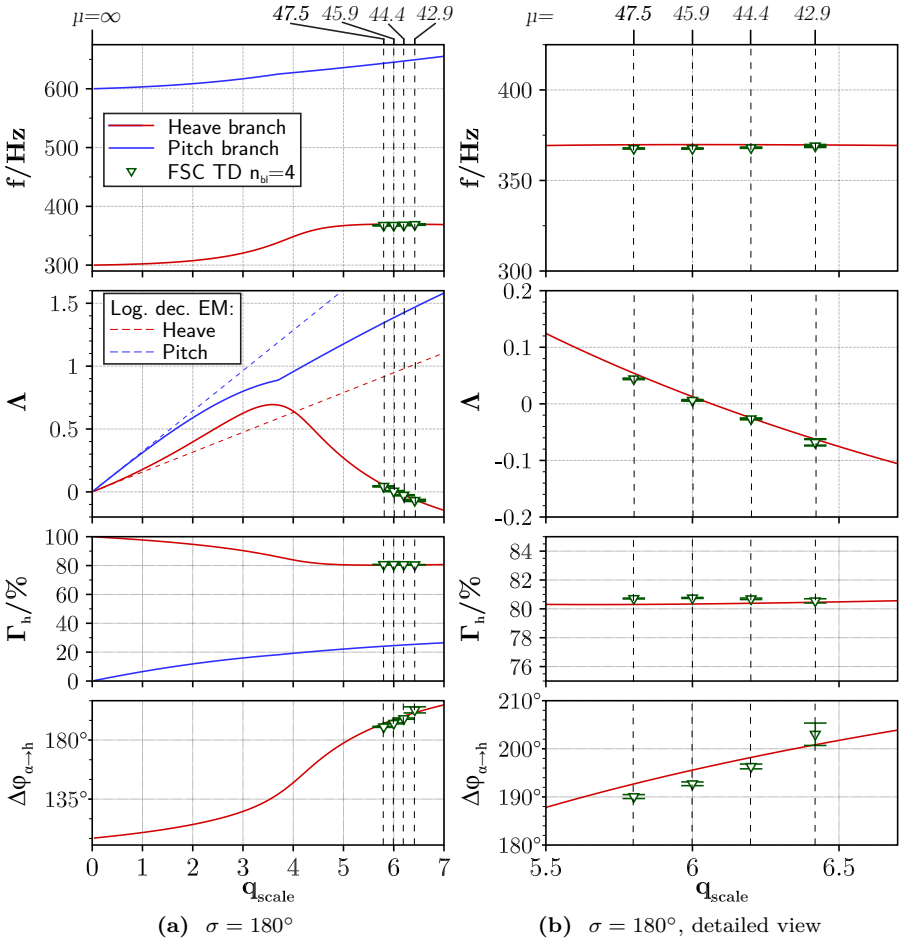 μ=∞ 47.5 45.9 44.4 42.9
μ= 47.5 45.9 44.4 42.9
f/Hz
600
500
400
300
Heave branch
Pitch branch
FSC TD n_bl=4
f/Hz
400
350
300
Λ
1.5
1
0.5
0
Log. dec. EM:
Heave
Pitch
Λ
0.2
0.1
0
-0.1
-0.2
Γ_h/%
100
80
60
40
20
0
Γ_h/%
84
82
80
78
76
Δφ_α→h
180°
135°
0 1 2 3 4 5 6 7
q_scale
Δφ_α→h
210°
200°
190°
180°
5.5 6 6.5
q_scale
(a) σ = 180°
(b) σ = 180°, detailed view